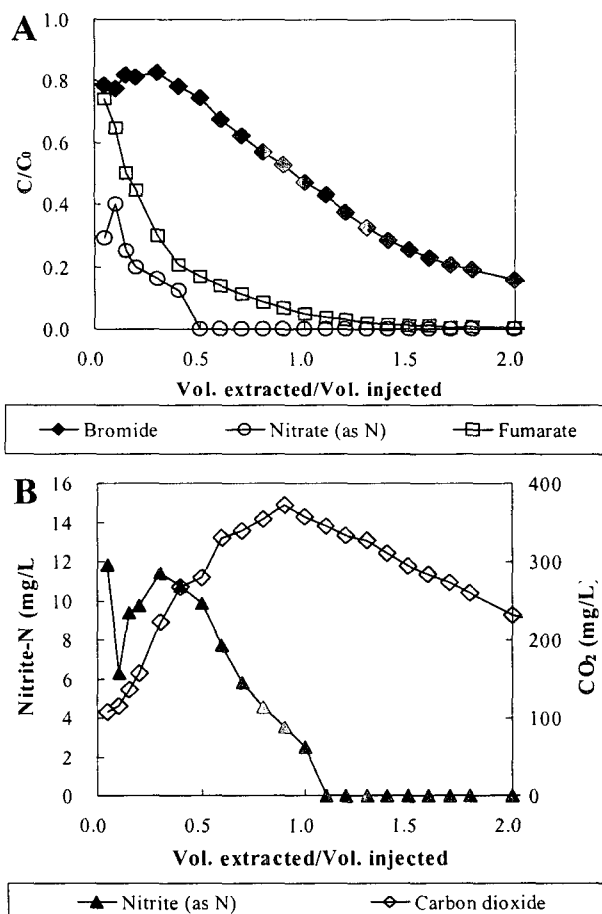 A
1.0
0.8
0.6
0.4
0.2
0.0
C/C₀
0.0 0.5 1.0 1.5 2.0
Vol. extracted/Vol. injected
Bromide Nitrate (as N) Fumarate
B
16
14
12
10
8
6
4
2
0
Nitrite-N (mg/L
400
300
200
100
0
CO₂ (mg/L)
0.0 0.5 1.0 1.5 2.0
Vol. extracted/Vol. injected
Nitrite (as N) Carbon dioxide